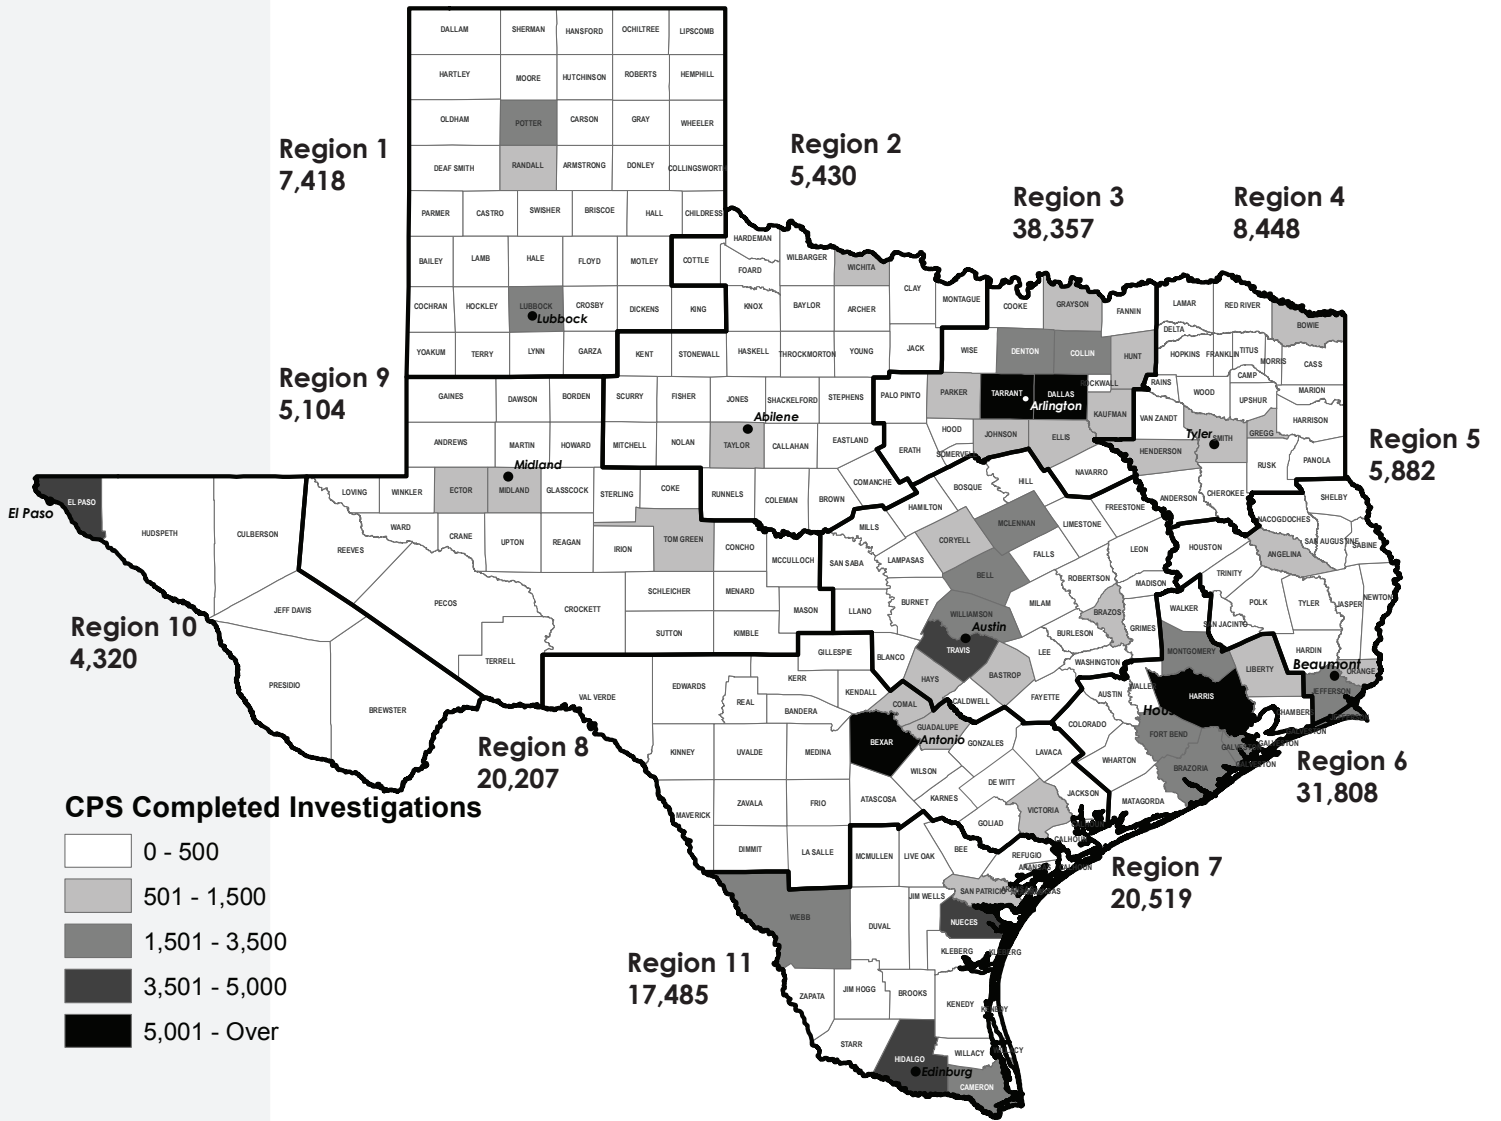 DALLAM SHERMAN HANSFORD OCHILTREE LIPSCOMB
HARTLEY MOORE HUTCHINSON ROBERTS HEMPHILL
OLDHAM POTTER CARSON GRAY WHEELER
Region 1
7,418
Region 2
5,430
DEAF SMITH RANDALL ARMSTRONG DONLEY COLLINGSWORTH
Region 3
38,357
Region 4
8,448
PARMER CASTRO SWISHER BRISCOE HALL CHILDRESS
HARDEMAN
BAILEY LAMB HALE FLOYD MOTLEY COTTLE FOARD WILBARGER WICHITA
CLAY MONTAGUE COOKE GRAYSON FANNIN LAMAR RED RIVER BOWIE
COCHRAN HOCKLEY LUBBOCK CROSBY DICKENS KING KNOX BAYLOR ARCHER
Lubbock
DELTA
YOAKUM TERRY LYNN GARZA KENT STONEWALL HASKELL THROCKMORTON YOUNG JACK WISE DENTON COLLIN HUNT HOPKINS FRANKLIN TITUS MORRIS CASS
CAMP
Region 9
5,104
GAINES DAWSON BORDEN SCURRY FISHER JONES SHACKELFORD STEPHENS PALO PINTO PARKER TARRANT DALLAS ROCKWALL RAINS WOOD UPSHUR MARION
Arlington
Abilene
KAUFMAN VAN ZANDT HARRISON
ANDREWS MARTIN HOWARD MITCHELL NOLAN TAYLOR CALLAHAN EASTLAND ERATH HOOD SOMERVELL JOHNSON ELLIS HENDERSON SMITH GREGG
Tyler
Region 5
5,882
Midland
NAVARRO RUSK PANOLA
LOVING WINKLER ECTOR MIDLAND GLASSCOCK STERLING COKE RUNNELS COLEMAN BROWN COMANCHE BOSQUE HILL ANDERSON CHEROKEE SHELBY
EL PASO
El Paso
HUDSPETH CULBERSON
WARD CRANE UPTON REAGAN IRION TOM GREEN CONCHO MCCULLOCH MILLS HAMILTON MCLENNAN LIMESTONE FREESTONE NACOGDOCHES SAN AUGUSTINE SABINE
REEVES SAN SABA LAMPASAS CORYELL FALLS LEON HOUSTON ANGELINA
BELL ROBERTSON MADISON TRINITY
JEFF DAVIS PECOS CROCKETT SCHLEICHER MENARD MASON LLANO BURNET WILLIAMSON MILAM BRAZOS WALKER POLK TYLER JASPER NEWTON
Region 10
4,320
SUTTON KIMBLE
Austin
TRAVIS BURLESON GRIMES SAN JACINTO
TERRELL GILLESPIE BLANCO LEE WASHINGTON MONTGOMERY HARDIN
Beaumont
PRESIDIO BREWSTER VAL VERDE EDWARDS REAL KERR KENDALL HAYS BASTROP LIBERTY ORANGE
BANDERA COMAL CALDWELL FAYETTE AUSTIN WALLER HARRIS CHAMBERS JEFFERSON
Hous
Region 8
20,207
KINNEY UVALDE MEDINA BEXAR GUADALUPE
Antonio
GONZALES LAVACA COLORADO FORT BEND GALVESTON
GALVESTON
GALVESTON
WHARTON BRAZORIA
Region 6
31,808
WILSON DE WITT
CPS Completed Investigations
MAVERICK ZAVALA FRIO ATASCOSA KARNES VICTORIA JACKSON MATAGORDA
0 - 500
DIMMIT LA SALLE MCMULLEN LIVE OAK BEE GOLIAD CALHOUN
REFUGIO
Region 7
20,519
501 - 1,500
WEBB DUVAL JIM WELLS SAN PATRICIO
NUECES
1,501 - 3,500
KLEBERG KLEBERG
Region 11
17,485
3,501 - 5,000
ZAPATA JIM HOGG BROOKS KENEDY KENEDY
5,001 - Over
STARR HIDALGO WILLACY WILLACY
Edinburg
CAMERON